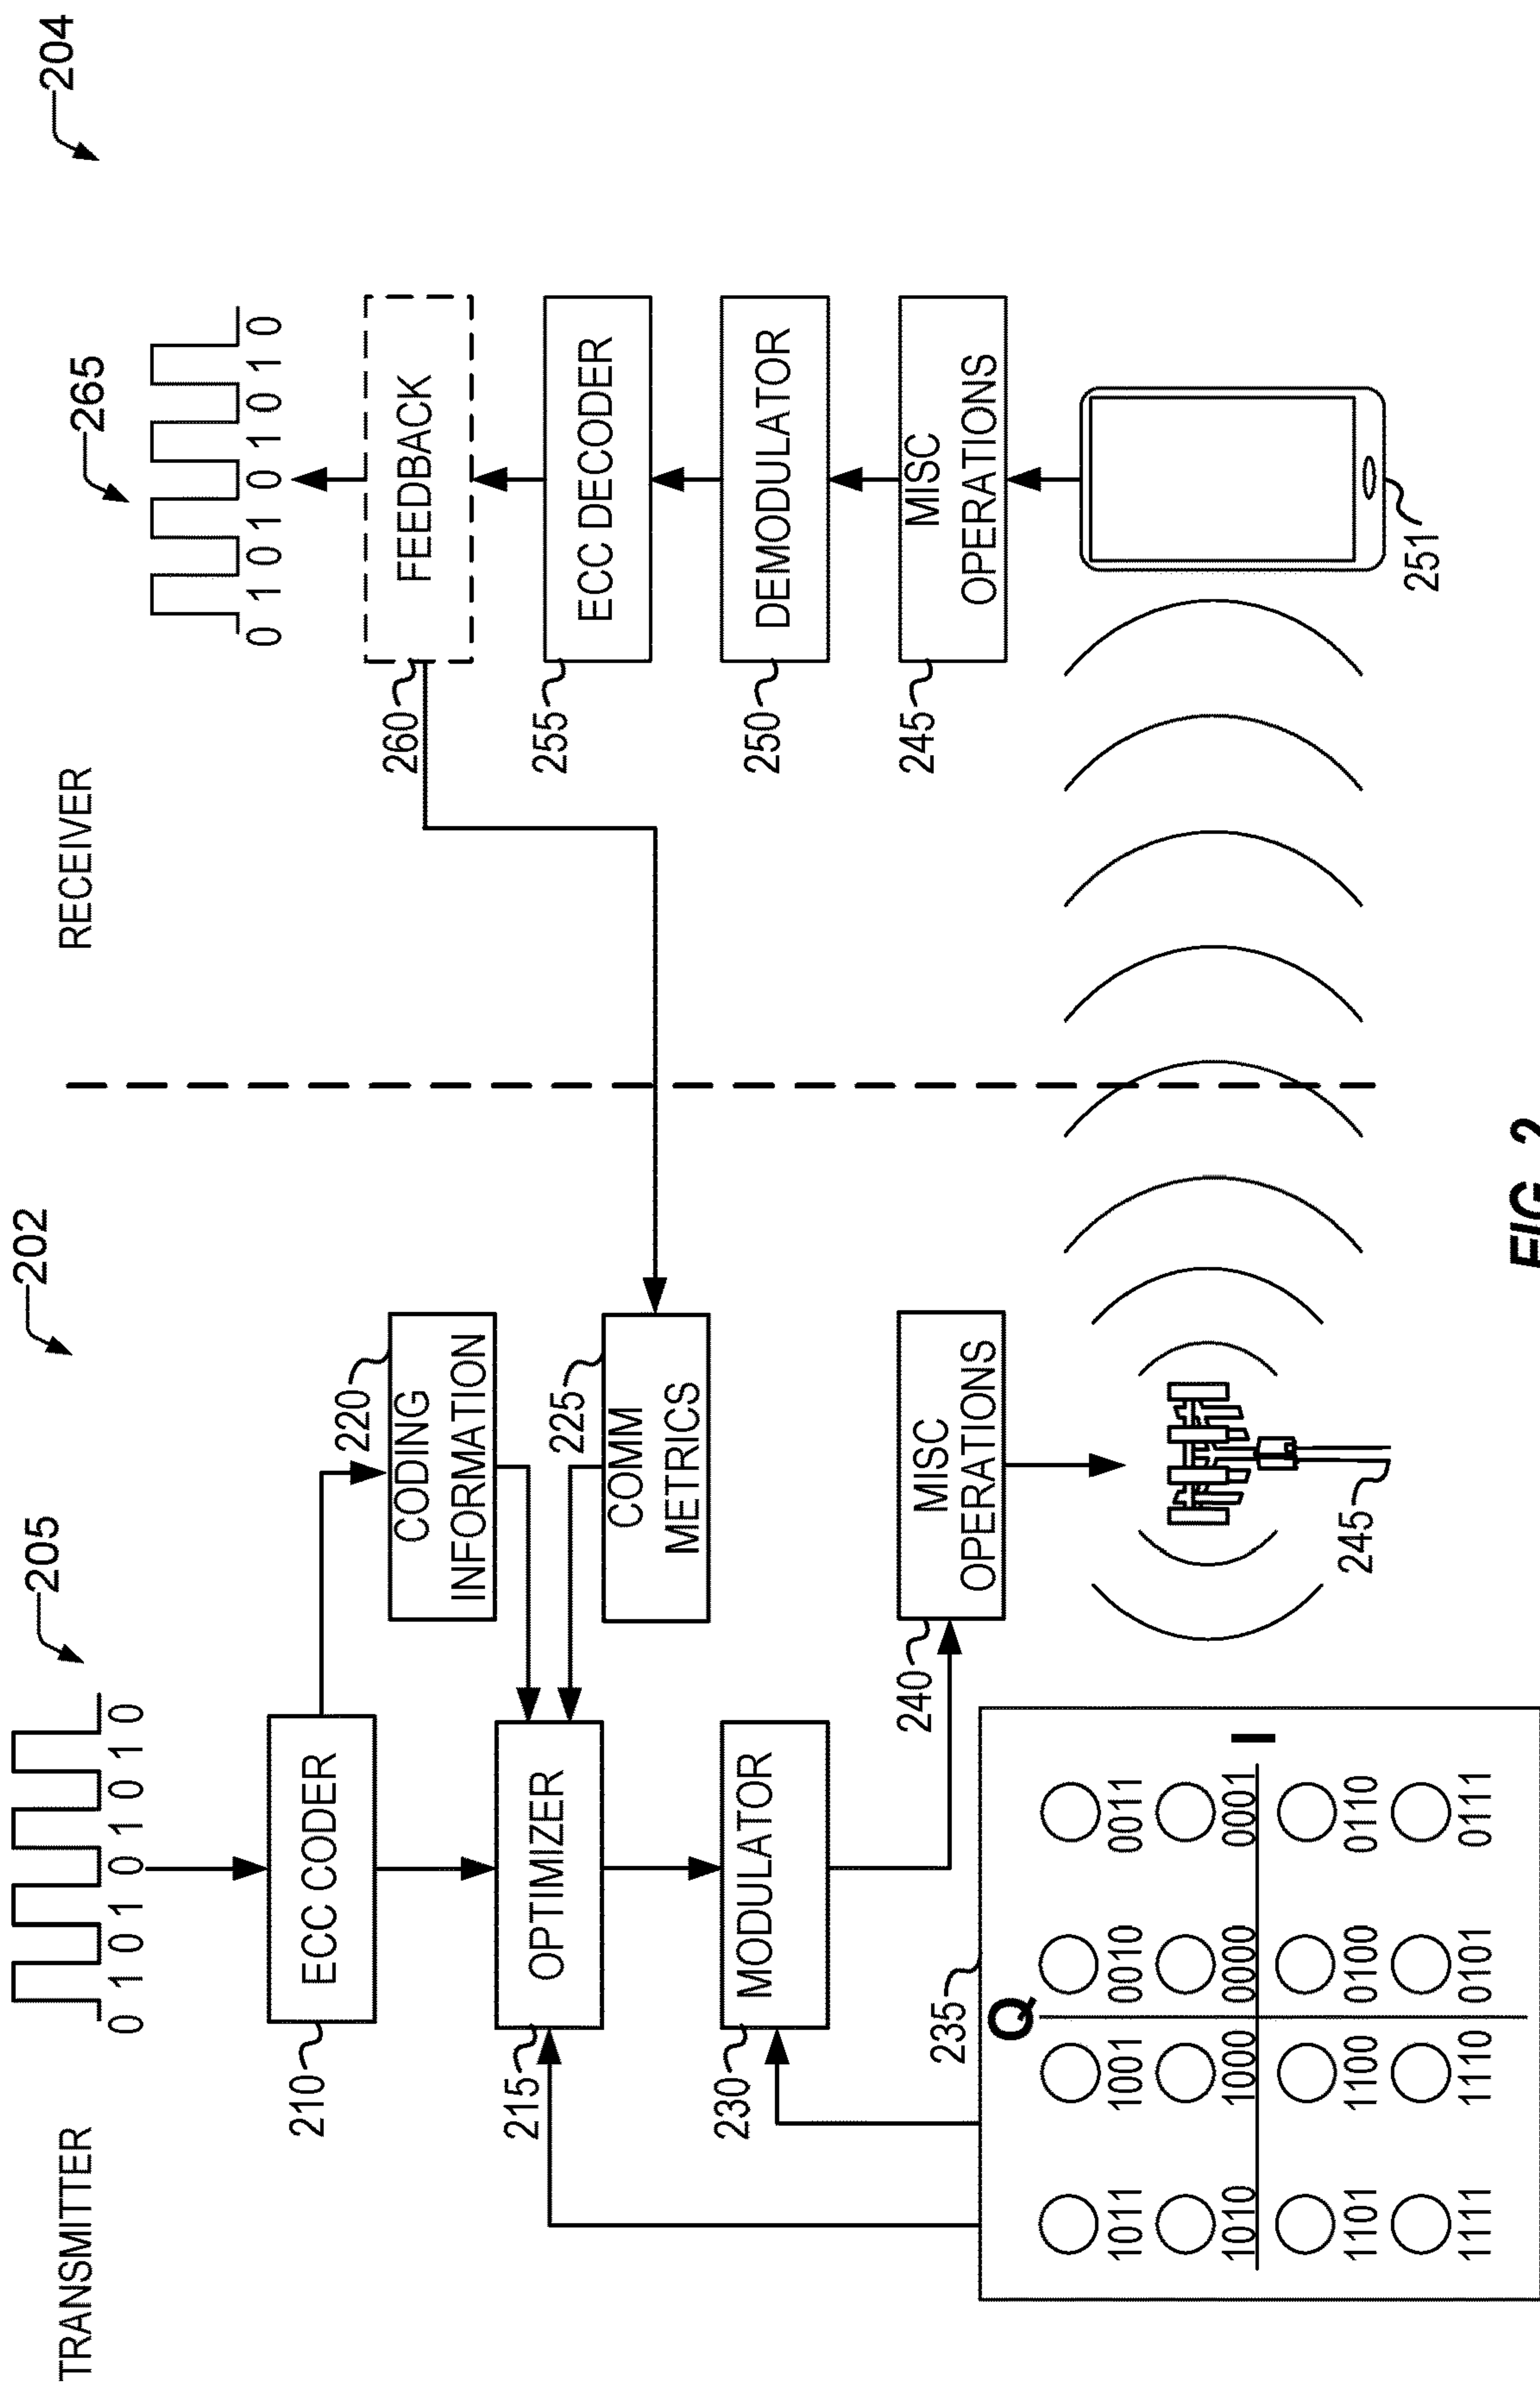 TRANSMITTER
202
RECEIVER
204
205
0 1 0 1 0 1 0 1 0
265
0 1 0 1 0 1 0 1 0
210
ECC CODER
220
CODING
INFORMATION
260
FEEDBACK
215
OPTIMIZER
225
COMM
METRICS
255
ECC DECODER
230
MODULATOR
250
DEMODULATOR
240
MISC
OPERATIONS
245
MISC
OPERATIONS
235
Q
1011 1001 0010 0011
1010 1000 0000 0001
I
1101 1100 0100 0110
1111 1110 0101 0111
245
251
FIG. 2